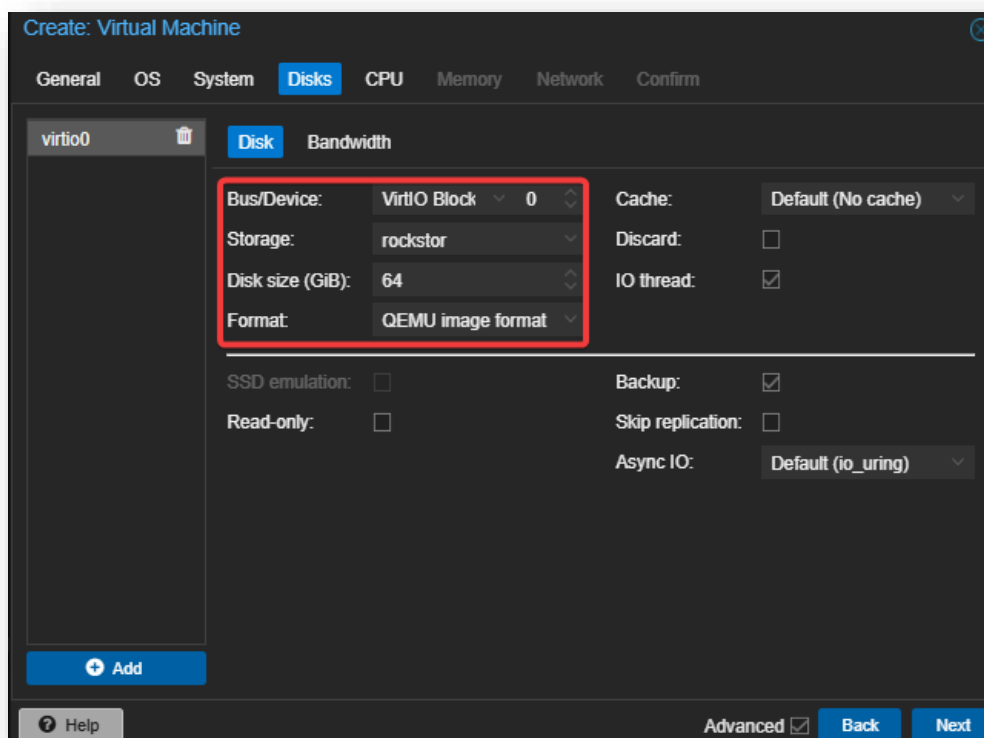 Create: Virtual Machine
General OS System Disks CPU Memory Network Confirm
virtio0
Disk Bandwidth
Bus/Device: VirtIO Block 0
Cache: Default (No cache)
Storage: rockstor
Discard:
Disk size (GiB): 64
IO thread:
Format: QEMU image format
SSD emulation:
Backup:
Read-only:
Skip replication:
Async IO: Default (io_uring)
Add
Help
Advanced Back Next